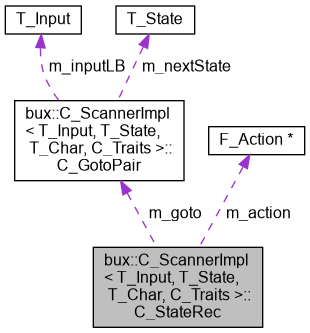 T_Input
T_State
m_inputLB
m_nextState
bux::C_ScannerImpl
< T_Input, T_State,
T_Char, C_Traits >::
C_GotoPair
F_Action *
m_goto
m_action
bux::C_ScannerImpl
< T_Input, T_State,
T_Char, C_Traits >::
C_StateRec